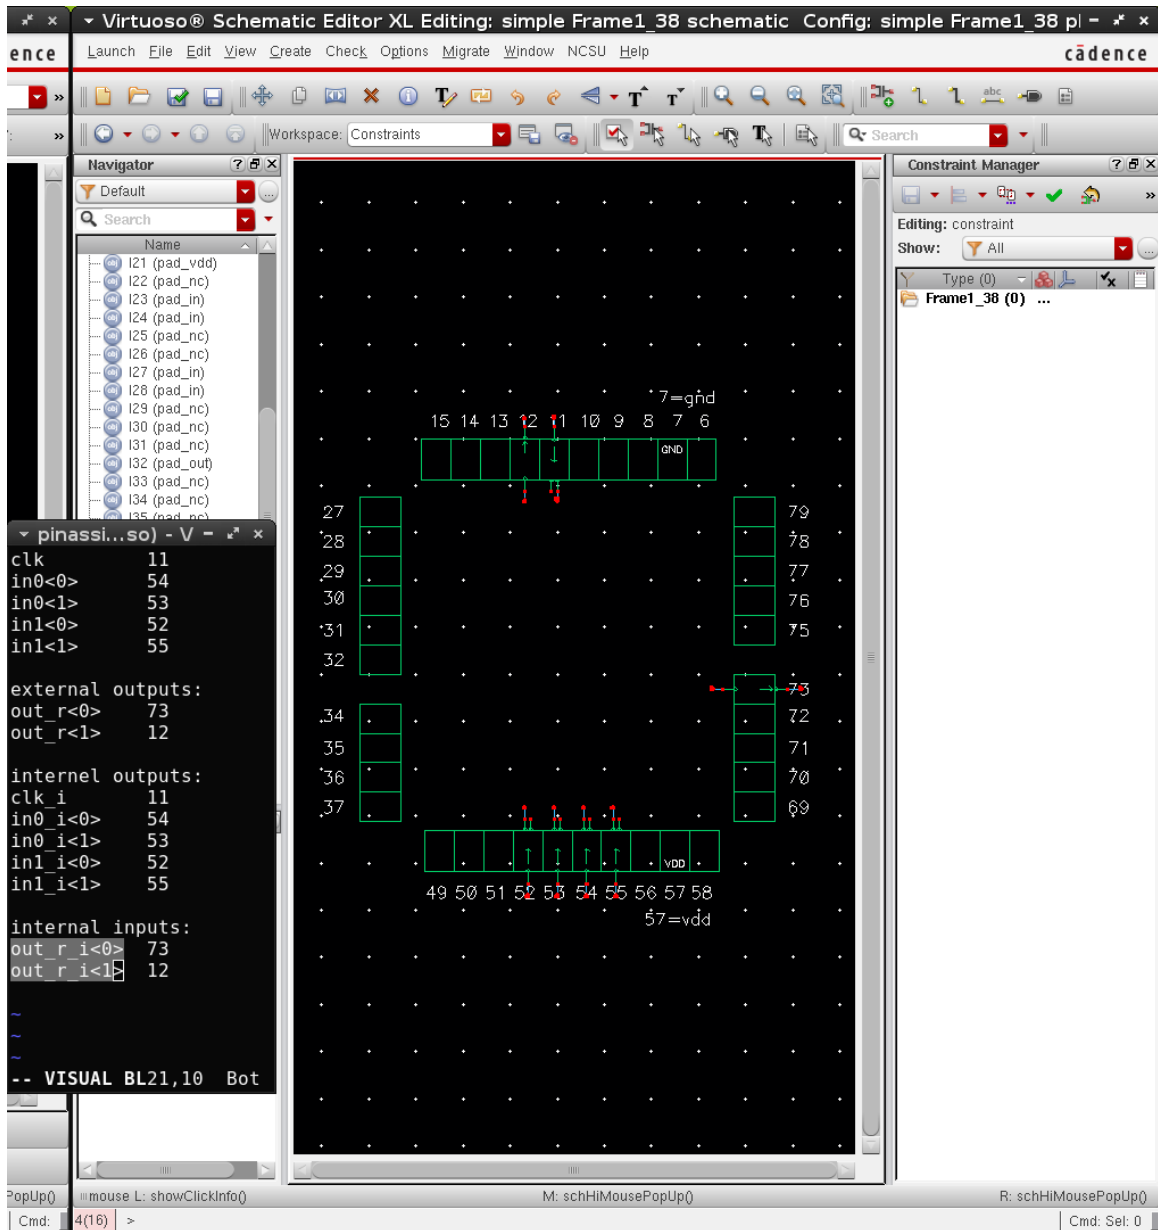 Virtuoso® Schematic Editor XL Editing: simple Frame1_38 schematic Config: simple Frame1_38 pl
ence
Launch File Edit View Create Check Options Migrate Window NCSU Help
cādence
»
abc
»
Workspace: Constraints
Search
Navigator
Default
Search
Name
I21 (pad_vdd)
I22 (pad_nc)
I23 (pad_in)
I24 (pad_in)
I25 (pad_nc)
I26 (pad_nc)
I27 (pad_in)
I28 (pad_in)
I29 (pad_nc)
I30 (pad_nc)
I31 (pad_nc)
I32 (pad_out)
I33 (pad_nc)
I34 (pad_nc)
I35 (pad_nc)
pinassi...so) - V
clk 11
in0<0> 54
in0<1> 53
in1<0> 52
in1<1> 55
external outputs:
out_r<0> 73
out_r<1> 12
internel outputs:
clk_i 11
in0_i<0> 54
in0_i<1> 53
in1_i<0> 52
in1_i<1> 55
internal inputs:
out_r_i<0> 73
out_r_i<1> 12
~
~
~
-- VISUAL BL21,10 Bot
7=gnd
15 14 13 12 11 10 9 8 7 6
GND
27
28
29
30
31
32
34
35
36
37
79
78
77
76
75
73
72
71
70
69
VDD
49 50 51 52 53 54 55 56 57 58
57=vdd
Constraint Manager
»
Editing: constraint
Show: All
Type (0)
Frame1_38 (0) ...
PopUp()
mouse L: showClickInfo()
M: schHiMousePopUp()
R: schHiMousePopUp()
Cmd:
4(16) >
Cmd: Sel: 0